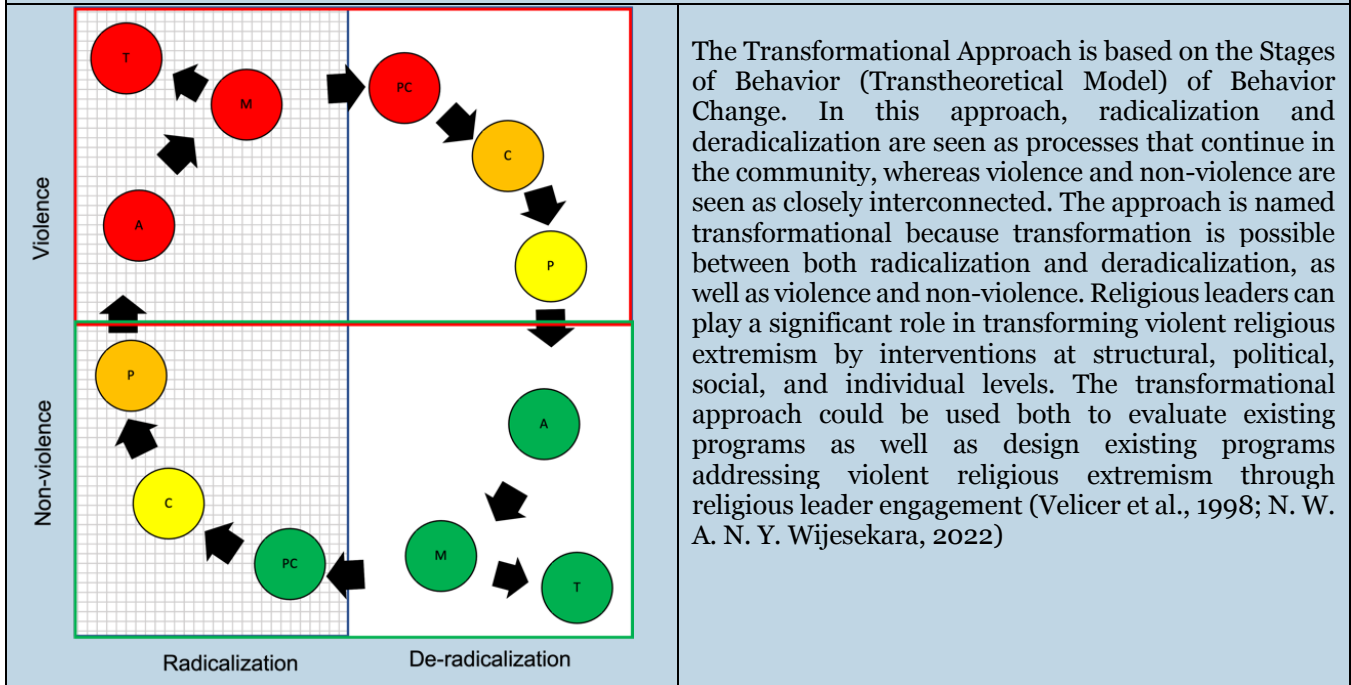 T
M
PC
C
A
P
Violence
P
A
C
Non-violence
M
PC
T
Radicalization
De-radicalization
The Transformational Approach is based on the Stages
of Behavior (Transtheoretical Model) of Behavior
Change. In this approach, radicalization and
deradicalization are seen as processes that continue in
the community, whereas violence and non-violence are
seen as closely interconnected. The approach is named
transformational because transformation is possible
between both radicalization and deradicalization, as
well as violence and non-violence. Religious leaders can
play a significant role in transforming violent religious
extremism by interventions at structural, political,
social, and individual levels. The transformational
approach could be used both to evaluate existing
programs as well as design existing programs
addressing violent religious extremism through
religious leader engagement (Velicer et al., 1998; N. W.
A. N. Y. Wijesekara, 2022)